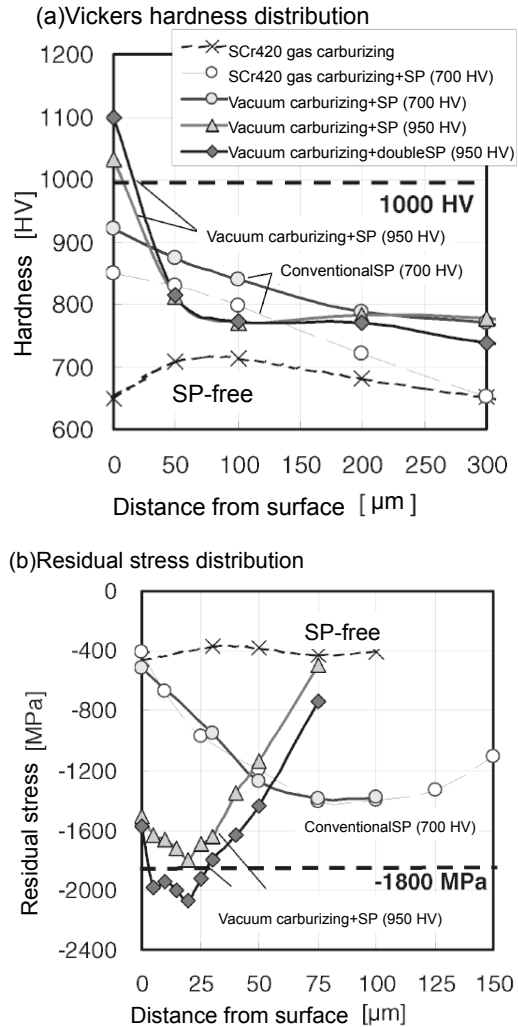 (a)Vickers hardness distribution
SCr420 gas carburizing
SCr420 gas carburizing+SP (700 HV)
Vacuum carburizing+SP (700 HV)
Vacuum carburizing+SP (950 HV)
Vacuum carburizing+doubleSP (950 HV)
1200
1100
1000
900
800
700
600
Hardness [HV]
1000 HV
Vacuum carburizing+SP (950 HV)
ConventionalSP (700 HV)
SP-free
0 50 100 150 200 250 300
Distance from surface [ μm]
(b)Residual stress distribution
0
-400
-800
-1200
-1600
-2000
-2400
Residual stress [MPa]
SP-free
ConventionalSP (700 HV)
-1800 MPa
Vacuum carburizing+SP (950 HV)
0 25 50 75 100 125 150
Distance from surface [μm]